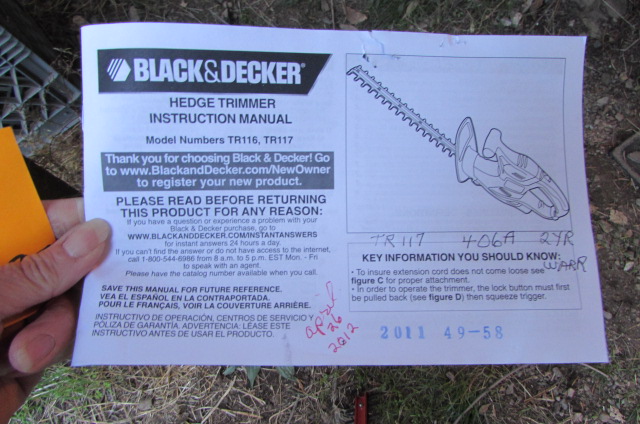 BLACK&DECKER®
HEDGE TRIMMER
INSTRUCTION MANUAL
Model Numbers TR116, TR117
Thank you for choosing Black & Decker! Go
to www.BlackandDecker.com/NewOwner
to register your new product.
PLEASE READ BEFORE RETURNING
THIS PRODUCT FOR ANY REASON:
If you have a question or experience a problem with your
Black & Decker purchase, go to
WWW.BLACKANDDECKER.COM/INSTANTANSWERS
for instant answers 24 hours a day.
If you can't find the answer or do not have access to the internet,
call 1-800-544-6986 from 8 a.m. to 5 p.m. EST Mon. - Fri
to speak with an agent.
Please have the catalog number available when you call.
SAVE THIS MANUAL FOR FUTURE REFERENCE.
VEA EL ESPAÑOL EN LA CONTRAPORTADA.
POUR LE FRANÇAIS, VOIR LA COUVERTURE ARRIÈRE.
INSTRUCTIVO DE OPERACIÓN, CENTROS DE SERVICIO Y
PÓLIZA DE GARANTÍA. ADVERTENCIA: LÉASE ESTE
INSTRUCTIVO ANTES DE USAR EL PRODUCTO.
april
26
2012
TR117 406A 2YR
WARR
KEY INFORMATION YOU SHOULD KNOW:
• To insure extension cord does not come loose see
figure C for proper attachment.
• In order to operate the trimmer, the lock button must first
be pulled back (see figure D) then squeeze trigger.
2011 49-58